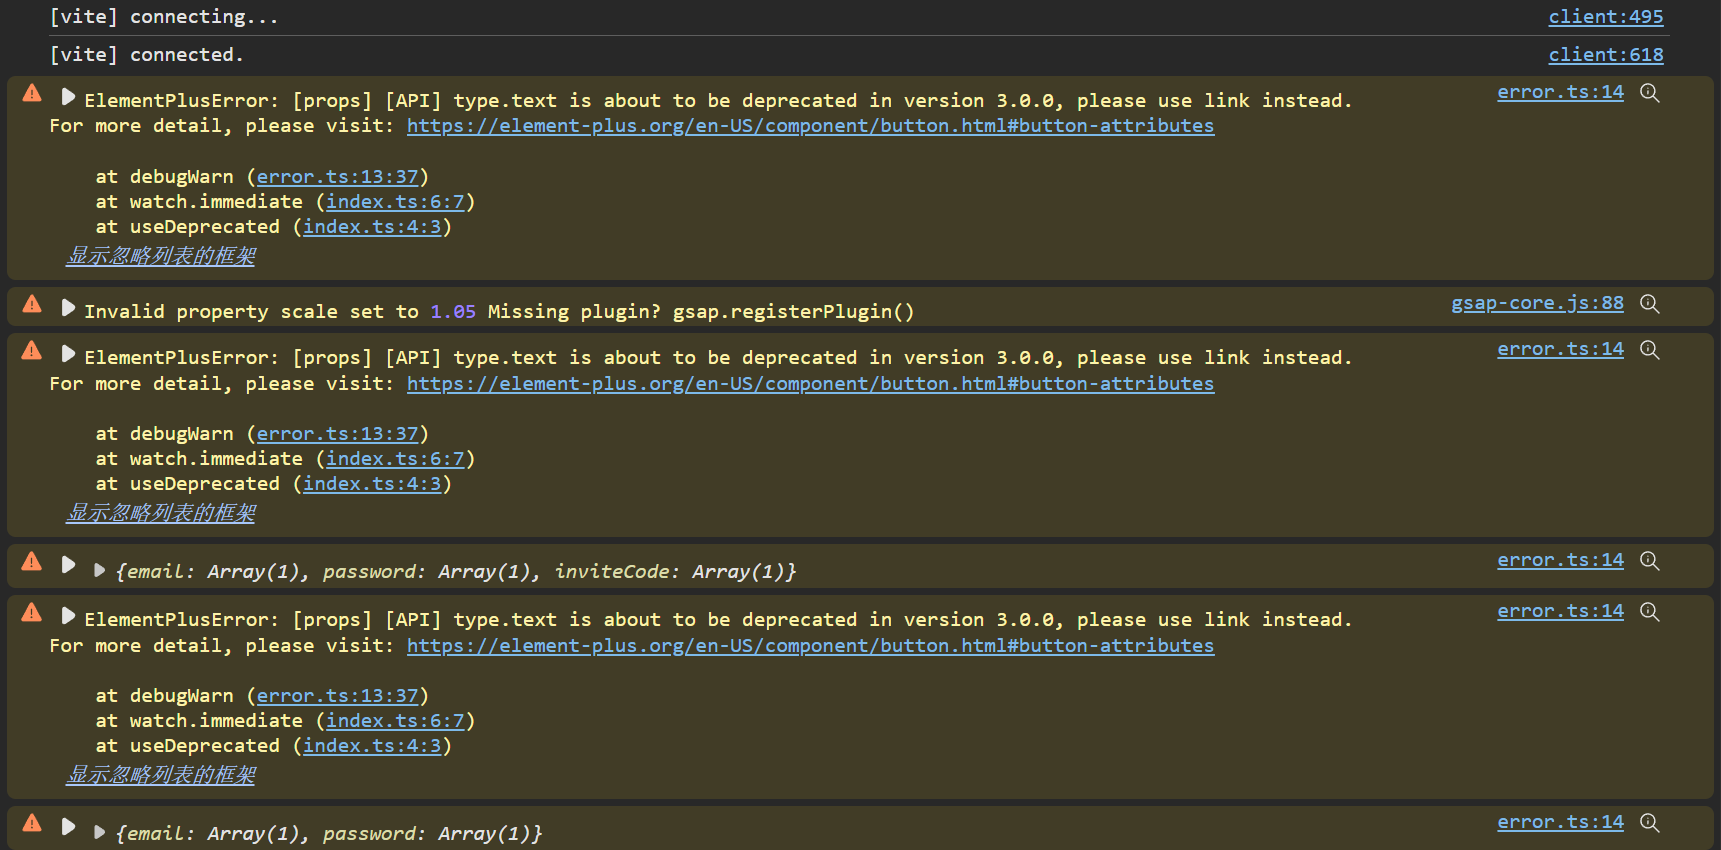 [vite] connecting... client:495
[vite] connected. client:618
ElementPlusError: [props] [API] type.text is about to be deprecated in version 3.0.0, please use link instead. error.ts:14
For more detail, please visit: https://element-plus.org/en-US/component/button.html#button-attributes
at debugWarn (error.ts:13:37)
at watch.immediate (index.ts:6:7)
at useDeprecated (index.ts:4:3)
显示忽略列表的框架
Invalid property scale set to 1.05 Missing plugin? gsap.registerPlugin() gsap-core.js:88
ElementPlusError: [props] [API] type.text is about to be deprecated in version 3.0.0, please use link instead. error.ts:14
For more detail, please visit: https://element-plus.org/en-US/component/button.html#button-attributes
at debugWarn (error.ts:13:37)
at watch.immediate (index.ts:6:7)
at useDeprecated (index.ts:4:3)
显示忽略列表的框架
{email: Array(1), password: Array(1), inviteCode: Array(1)} error.ts:14
ElementPlusError: [props] [API] type.text is about to be deprecated in version 3.0.0, please use link instead. error.ts:14
For more detail, please visit: https://element-plus.org/en-US/component/button.html#button-attributes
at debugWarn (error.ts:13:37)
at watch.immediate (index.ts:6:7)
at useDeprecated (index.ts:4:3)
显示忽略列表的框架
{email: Array(1), password: Array(1)} error.ts:14